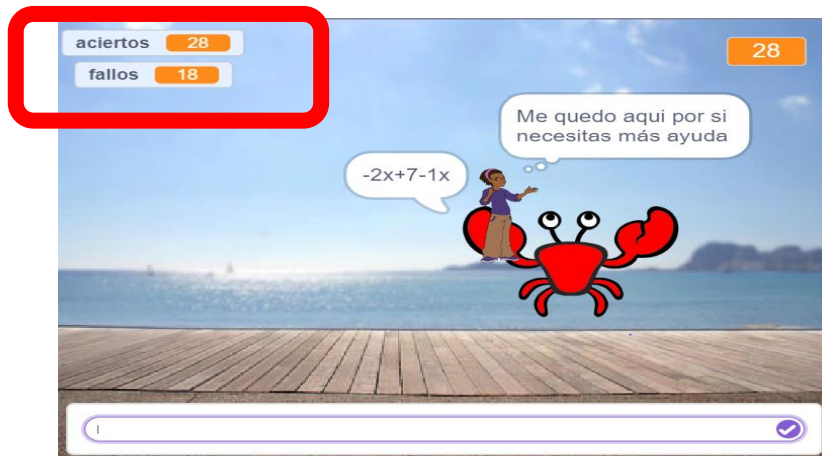 aciertos 28
fallos 18
28
Me quedo aqui por si
necesitas más ayuda
-2x+7-1x